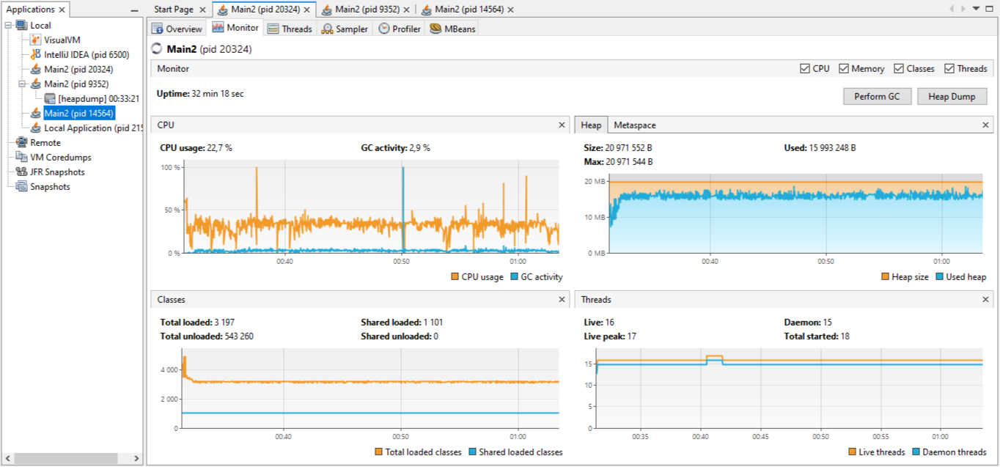 Applications
Start Page
Main2 (pid 20324)
Main2 (pid 9352)
Main2 (pid 14564)
Local
VisualVM
IntelliJ IDEA (pid 6500)
Main2 (pid 20324)
Main2 (pid 9352)
[heapdump] 00:33:21
Main2 (pid 14564)
Local Application (pid 215
Remote
VM Coredumps
JFR Snapshots
Snapshots
Overview
Monitor
Threads
Sampler
Profiler
MBeans
Main2 (pid 20324)
Monitor
CPU
Memory
Classes
Threads
Uptime: 32 min 18 sec
Perform GC
Heap Dump
CPU
CPU usage: 22,7 %
GC activity: 2,9 %
100 %
50 %
0 %
00:40
00:50
01:00
CPU usage
GC activity
Heap
Metaspace
Size: 20 971 552 B
Used: 15 993 248 B
Max: 20 971 544 B
20 MB
10 MB
0 MB
00:40
00:50
01:00
Heap size
Used heap
Classes
Total loaded: 3 197
Shared loaded: 1 101
Total unloaded: 543 260
Shared unloaded: 0
4 000
2 000
0
00:40
00:50
01:00
Total loaded classes
Shared loaded classes
Threads
Live: 16
Daemon: 15
Live peak: 17
Total started: 18
15
10
5
0
00:35
00:40
00:45
00:50
00:55
01:00
Live threads
Daemon threads